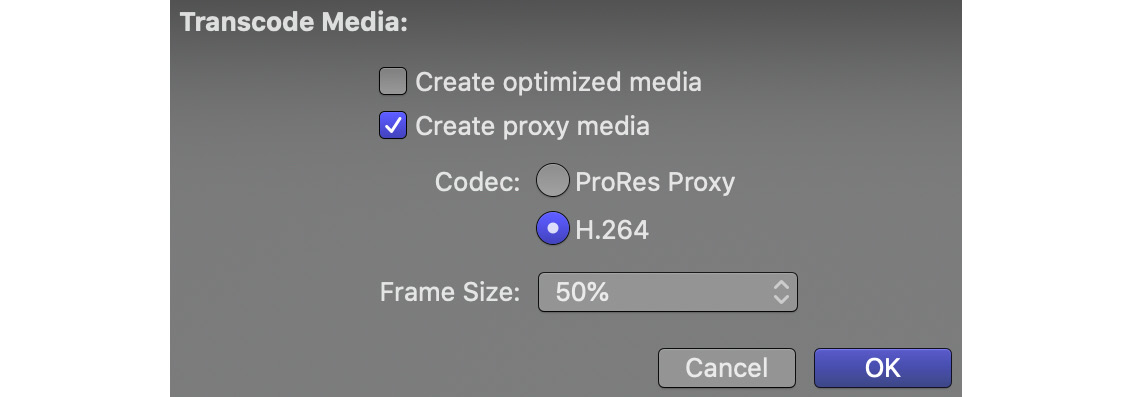 Transcode Media:
Create optimized media
Create proxy media
Codec: ProRes Proxy
H.264
Frame Size: 50%
Cancel OK